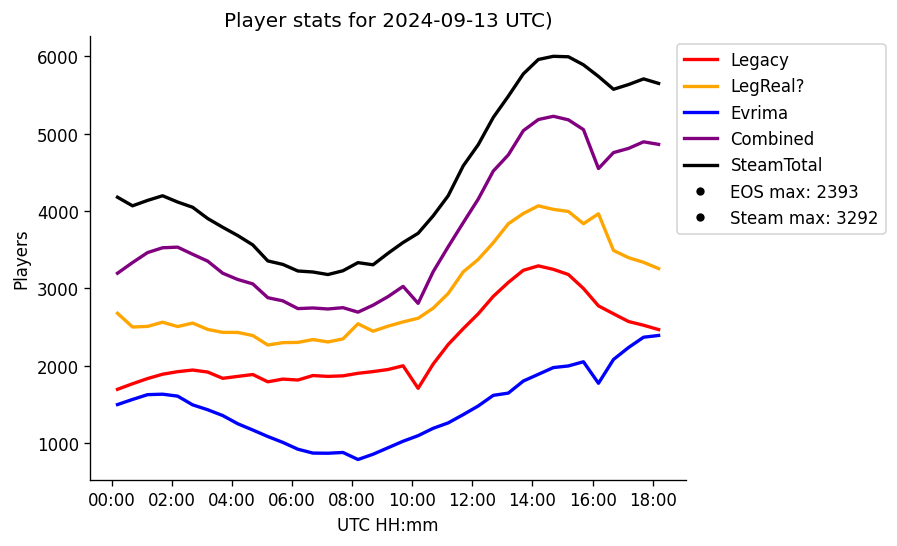 Player stats for 2024-09-13 UTC)
Players
6000
5000
4000
3000
2000
1000
00:00 02:00 04:00 06:00 08:00 10:00 12:00 14:00 16:00 18:00
UTC HH:mm
Legacy
LegReal?
Evrima
Combined
SteamTotal
EOS max: 2393
Steam max: 3292